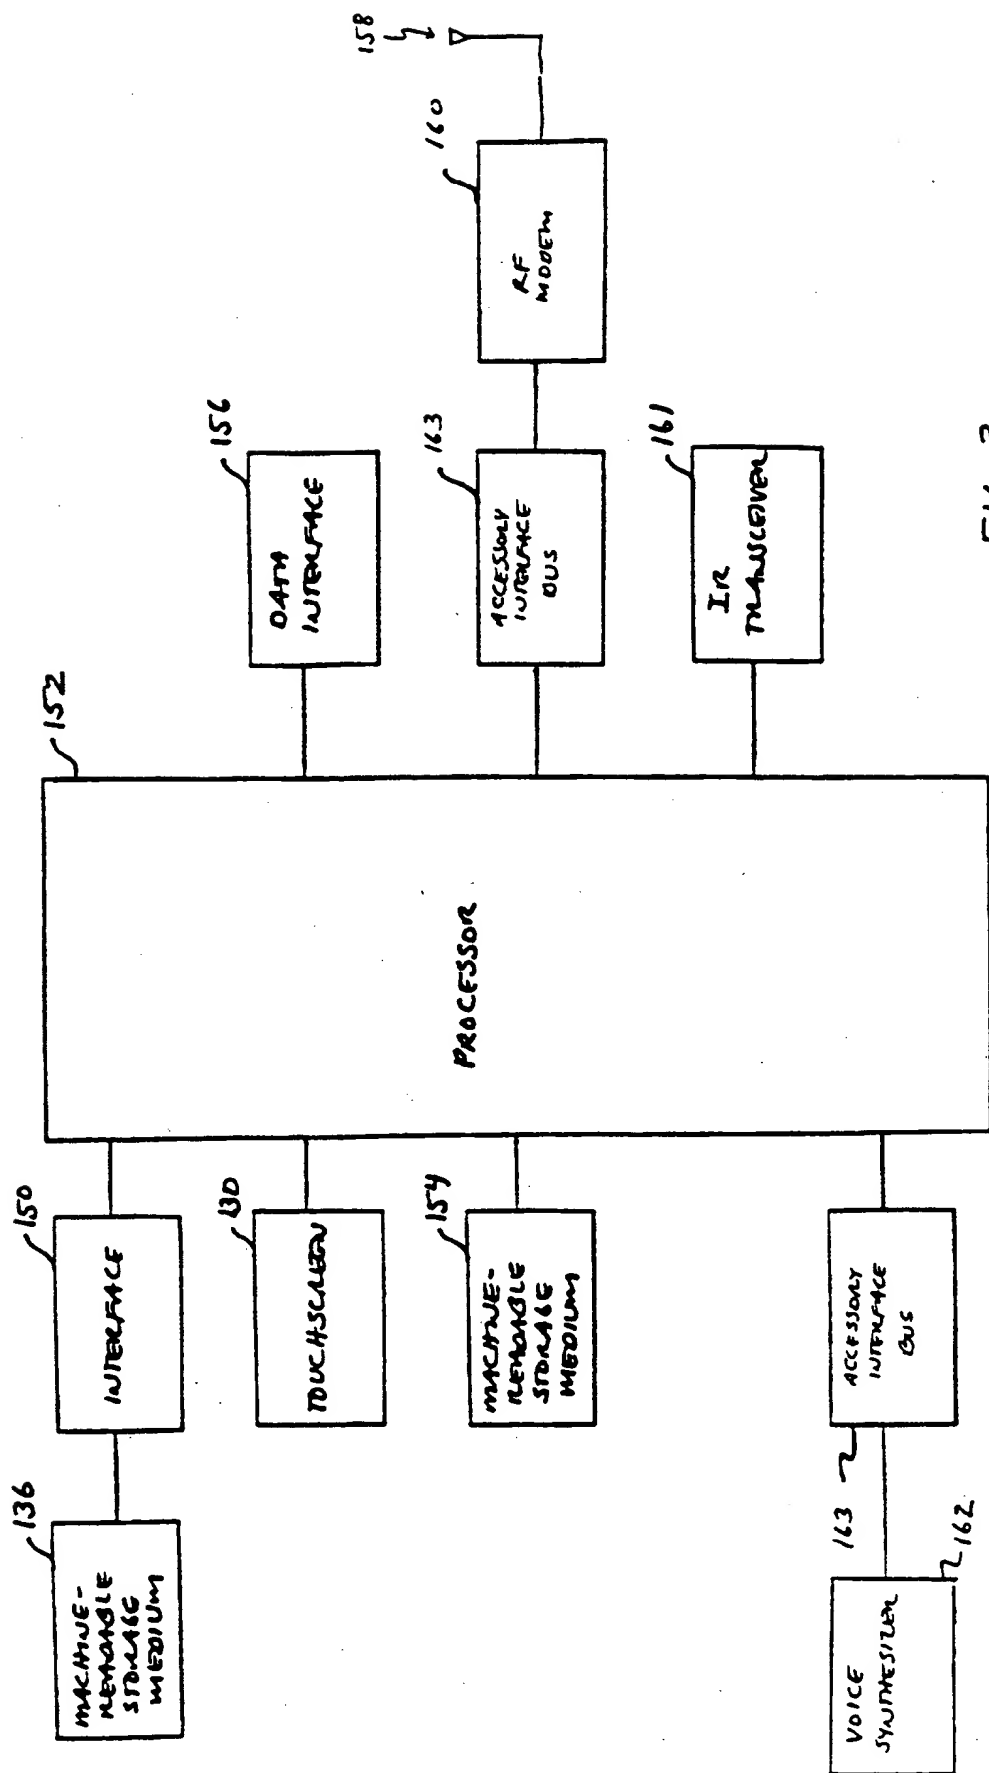 136
MACHINE-
READABLE
STORAGE
MEDIUM
150
INTERFACE
130
TOUCHSCREEN
154
MACHINE-
READABLE
STORAGE
MEDIUM
163
ACCESSORY
INTERFACE
BUS
162
VOICE
SYNTHESIZER
152
PROCESSOR
156
DATA
INTERFACE
163
ACCESSORY
INTERFACE
BUS
161
IR
TRANSCEIVER
160
RF
MODEM
158